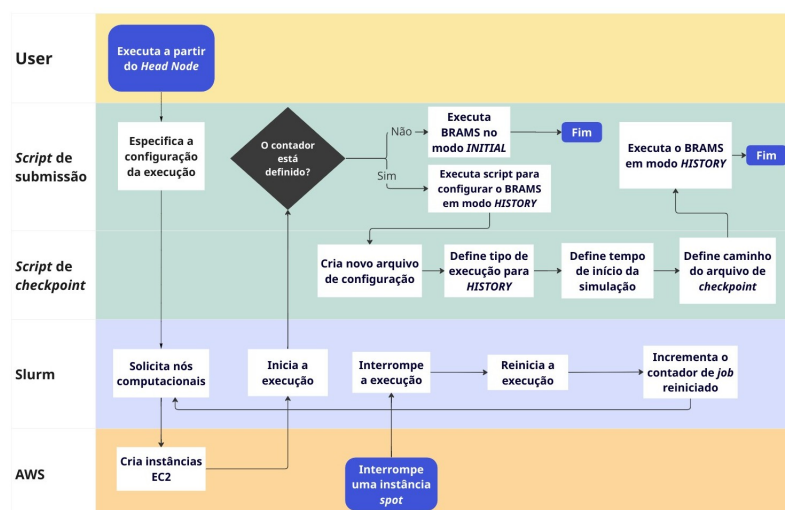 User
Executa a partir
do Head Node
Script de
submissão
Especifica a
configuração
da execução
O contador
está
definido?
Não
Sim
Executa
BRAMS no
modo INITIAL
Fim
Executa script para
configurar o BRAMS
em modo HISTORY
Executa o BRAMS
em modo HISTORY
Fim
Script de
checkpoint
Cria novo arquivo
de configuração
Define tipo de
execução para
HISTORY
Define tempo
de início da
simulação
Define caminho
do arquivo de
checkpoint
Slurm
Solicita nós
computacionais
Inicia a
execução
Interrompe
a execução
Reinicia a
execução
Incrementa o
contador de job
reiniciado
AWS
Cria instâncias
EC2
Interrompe
uma instância
spot